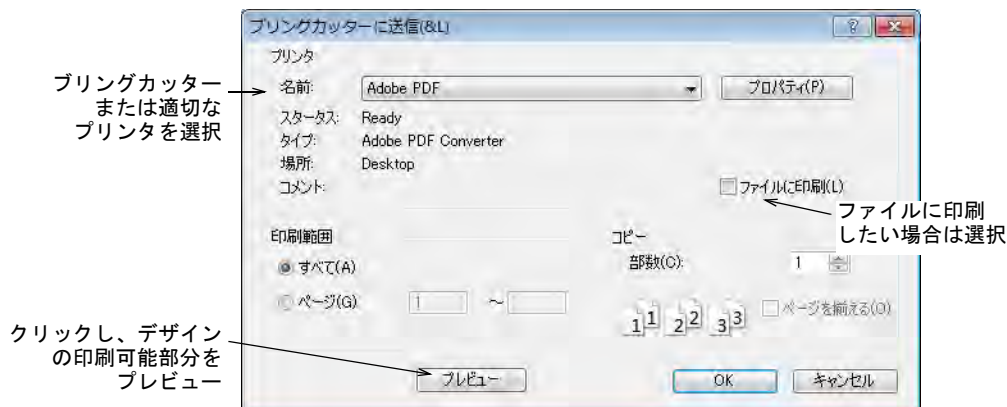 ブリングカッターに送信(&L)
プリンタ
ブリングカッター
または適切な
プリンタを選択
名前:
Adobe PDF
プロパティ(P)
スタータス:
Ready
タイプ:
Adobe PDF Converter
場所:
Desktop
コメント:
ファイルに印刷(L)
ファイルに印刷
したい場合は選択
印刷範囲
すべて(A)
ページ(G)
1
～
コピー
部数(C):
1
1 1 2 2 3 3
ページを揃える(O)
クリックし、デザイン
の印刷可能部分を
プレビュー
プレビュー
OK
キャンセル